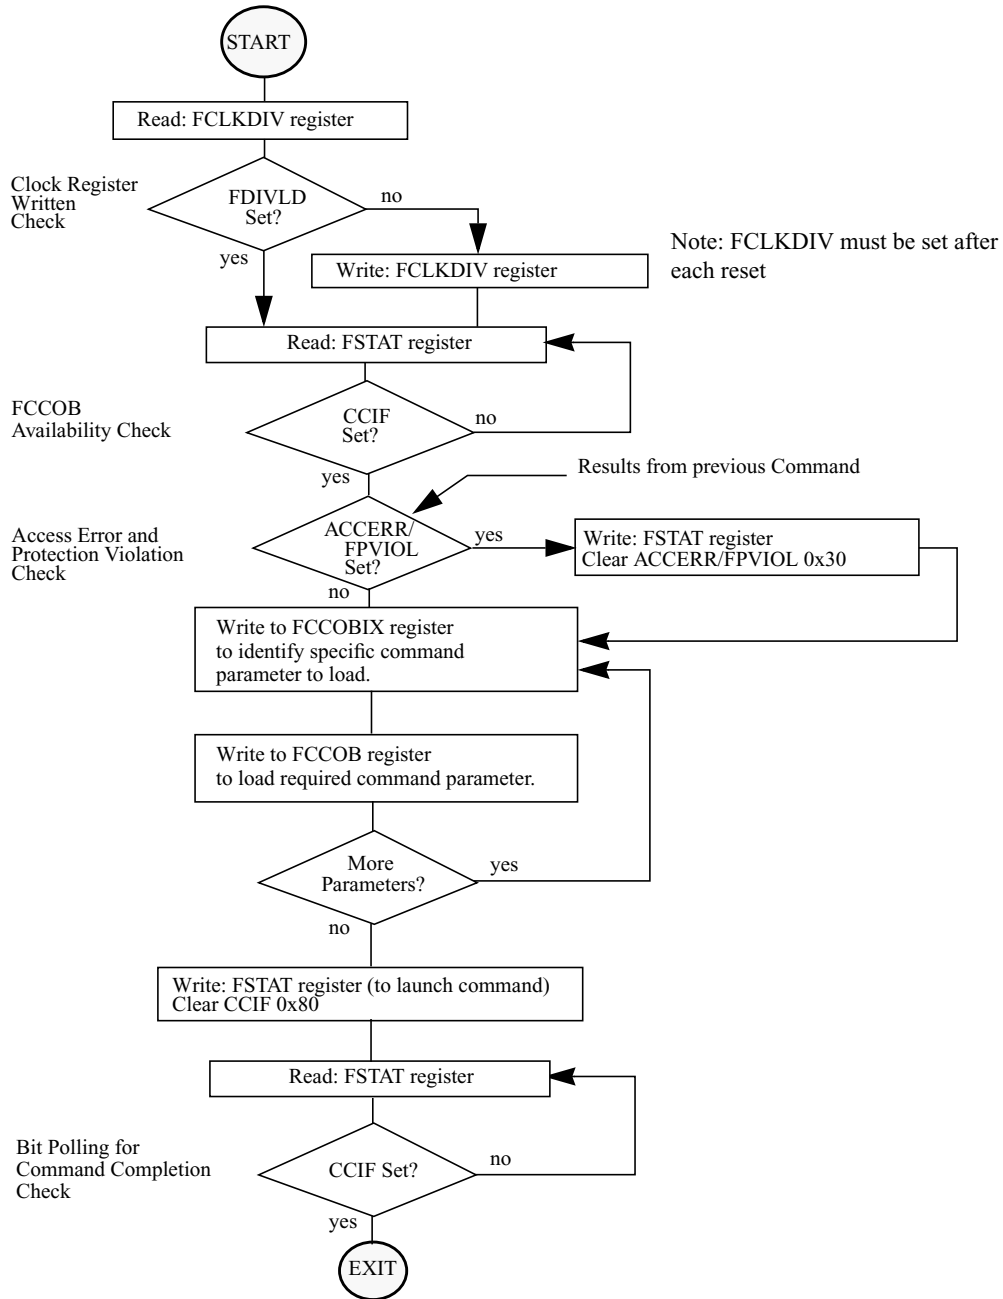 START
Read: FCLKDIV register
Clock Register
Written
Check
FDIVLD
Set?
no
yes
Note: FCLKDIV must be set after
each reset
Write: FCLKDIV register
Read: FSTAT register
FCCOB
Availability Check
CCIF
Set?
no
yes
Results from previous Command
Access Error and
Protection Violation
Check
ACCERR/
FPVIOL
Set?
yes
no
Write: FSTAT register
Clear ACCERR/FPVIOL 0x30
Write to FCCOBIX register
to identify specific command
parameter to load.
Write to FCCOB register
to load required command parameter.
More
Parameters?
yes
no
Write: FSTAT register (to launch command)
Clear CCIF 0x80
Read: FSTAT register
Bit Polling for
Command Completion
Check
CCIF Set?
no
yes
EXIT